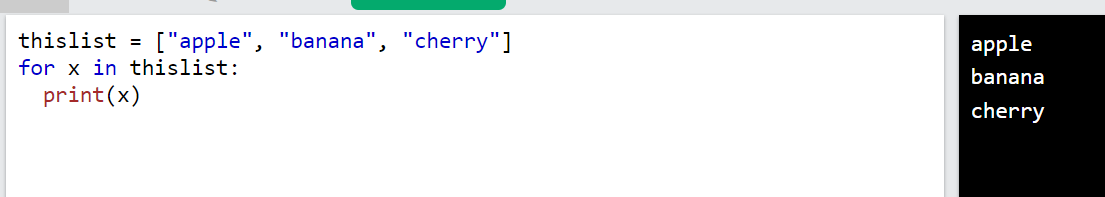 thislist = ["apple", "banana", "cherry"]
for x in thislist:
  print(x)
apple
banana
cherry